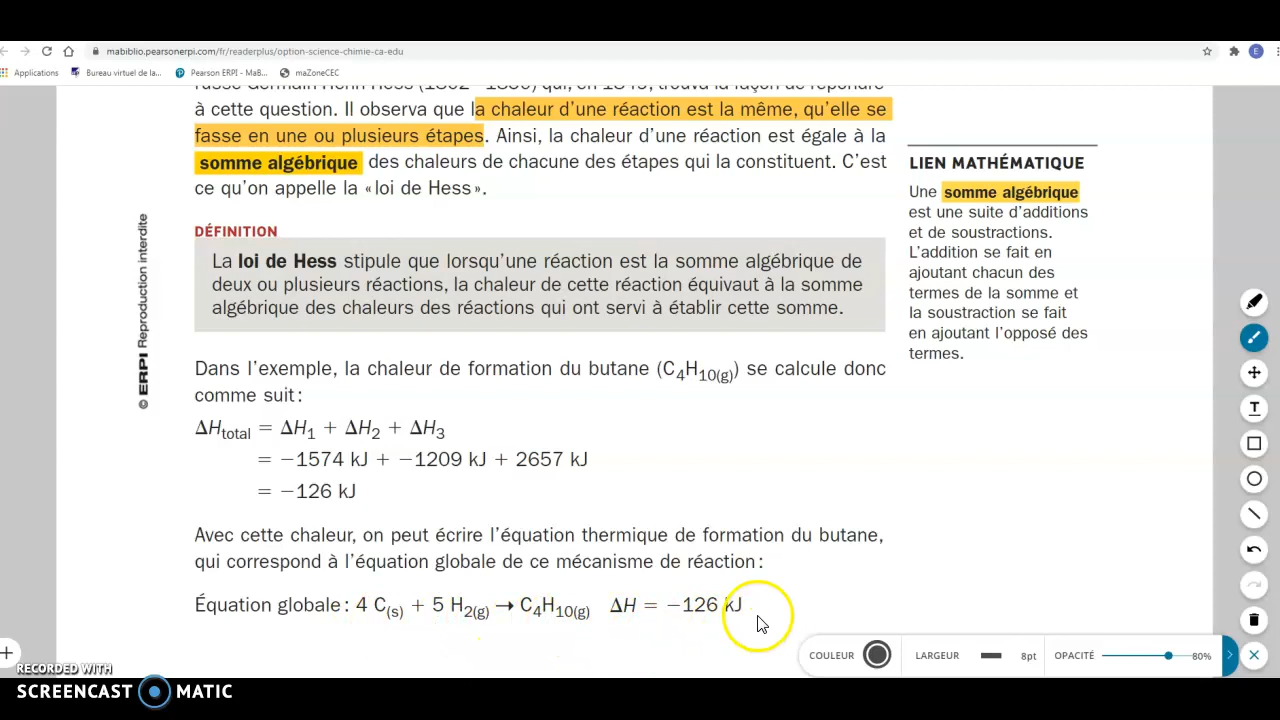 mabiblio.pearsonerpi.com/fr/readerplus/option-science-chimie-ca-edu
E
Applications
Bureau virtuel de la...
Pearson ERPI - MaB...
maZoneCEC
à cette question. Il observa que la chaleur d'une réaction est la même, qu'elle se
fasse en une ou plusieurs étapes. Ainsi, la chaleur d'une réaction est égale à la
somme algébrique des chaleurs de chacune des étapes qui la constituent. C'est
ce qu'on appelle la «loi de Hess».
DÉFINITION
La loi de Hess stipule que lorsqu'une réaction est la somme algébrique de
deux ou plusieurs réactions, la chaleur de cette réaction équivaut à la somme
algébrique des chaleurs des réactions qui ont servi à établir cette somme.
Dans l'exemple, la chaleur de formation du butane (C4H10(g)) se calcule donc
comme suit :
ΔHtotal = ΔH1 + ΔH2 + ΔH3
= −1574 kJ + −1209 kJ + 2657 kJ
= −126 kJ
Avec cette chaleur, on peut écrire l'équation thermique de formation du butane,
qui correspond à l'équation globale de ce mécanisme de réaction :
Équation globale : 4 C(s) + 5 H2(g) → C4H10(g) ΔH = −126 kJ
LIEN MATHÉMATIQUE
Une somme algébrique
est une suite d'additions
et de soustractions.
L'addition se fait en
ajoutant chacun des
termes de la somme et
la soustraction se fait
en ajoutant l'opposé des
termes.
© ERPI Reproduction interdite
T
COULEUR
LARGEUR
8pt
OPACITÉ
80%
RECORDED WITH
SCREENCAST MATIC